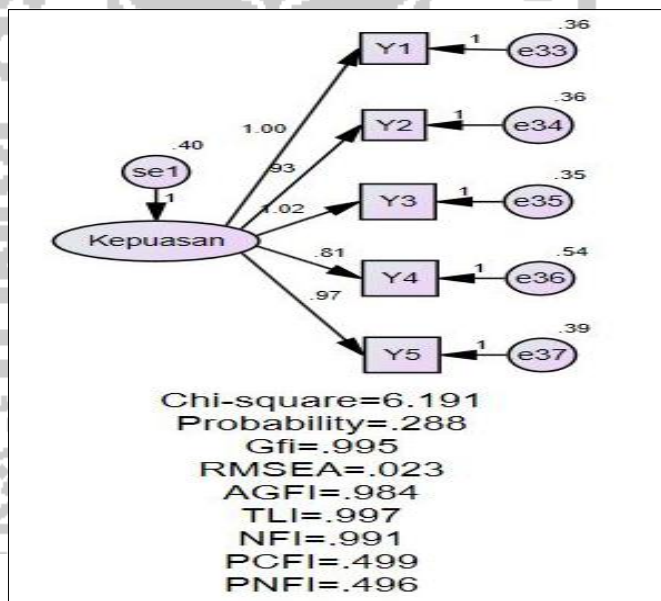 .36
Y1
1
e33
1.00
.36
Y2
1
e34
.93
.40
se1
1
.35
Y3
1
e35
1.02
Kepuasan
.54
Y4
1
e36
.81
.39
Y5
1
e37
.97
Chi-square=6.191
Probability=.288
Gfi=.995
RMSEA=.023
AGFI=.984
TLI=.997
NFI=.991
PCFI=.499
PNFI=.496